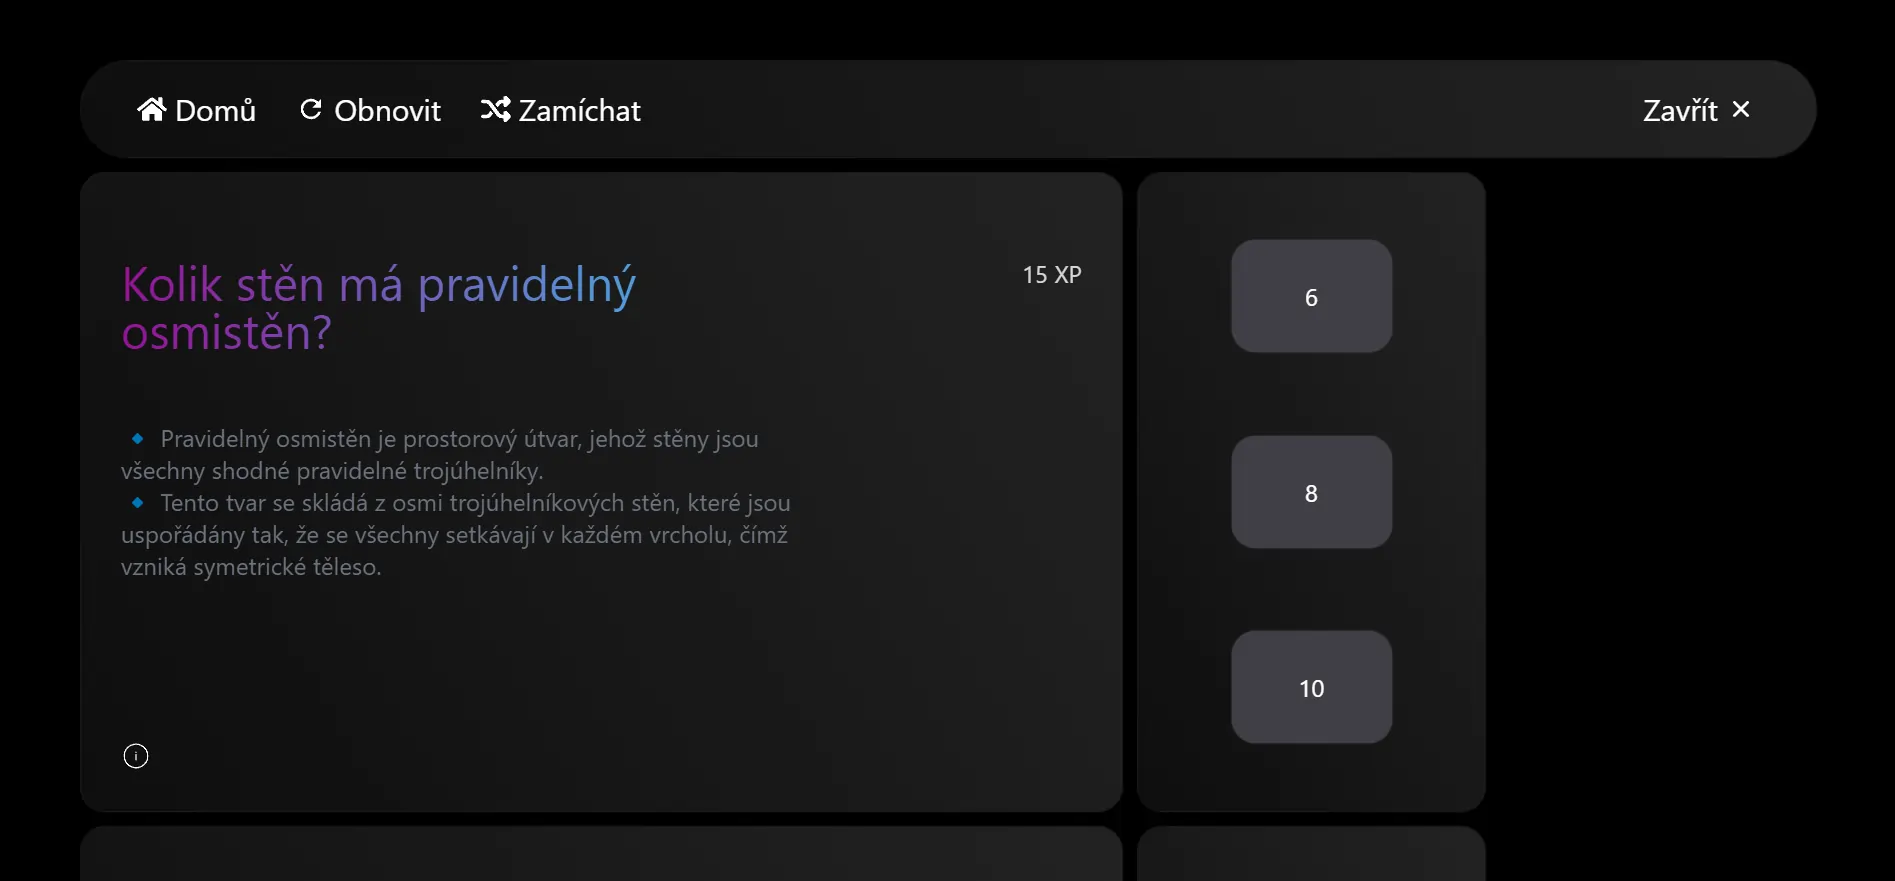 Domů Obnovit Zamíchat Zavřít ×
Kolik stěn má pravidelný
osmistěn?
15 XP
🔹 Pravidelný osmistěn je prostorový útvar, jehož stěny jsou
všechny shodné pravidelné trojúhelníky.
🔹 Tento tvar se skládá z osmi trojúhelníkových stěn, které jsou
uspořádány tak, že se všechny setkávají v každém vrcholu, čímž
vzniká symetrické těleso.
6
8
10